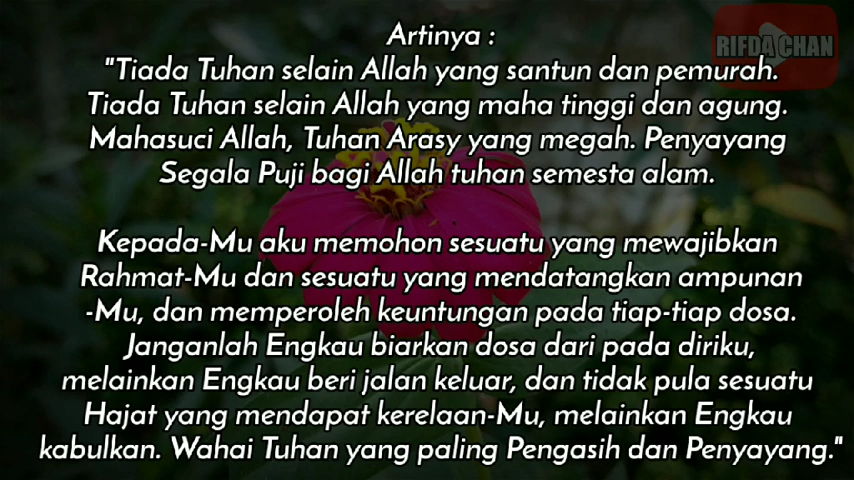 Artinya :
RIFDA CHAN
"Tiada Tuhan selain Allah yang santun dan pemurah.
Tiada Tuhan selain Allah yang maha tinggi dan agung.
Mahasuci Allah, Tuhan Arasy yang megah. Penyayang
Segala Puji bagi Allah tuhan semesta alam.
Kepada-Mu aku memohon sesuatu yang mewajibkan
Rahmat-Mu dan sesuatu yang mendatangkan ampunan
-Mu, dan memperoleh keuntungan pada tiap-tiap dosa.
Janganlah Engkau biarkan dosa dari pada diriku,
melainkan Engkau beri jalan keluar, dan tidak pula sesuatu
Hajat yang mendapat kerelaan-Mu, melainkan Engkau
kabulkan. Wahai Tuhan yang paling Pengasih dan Penyayang."